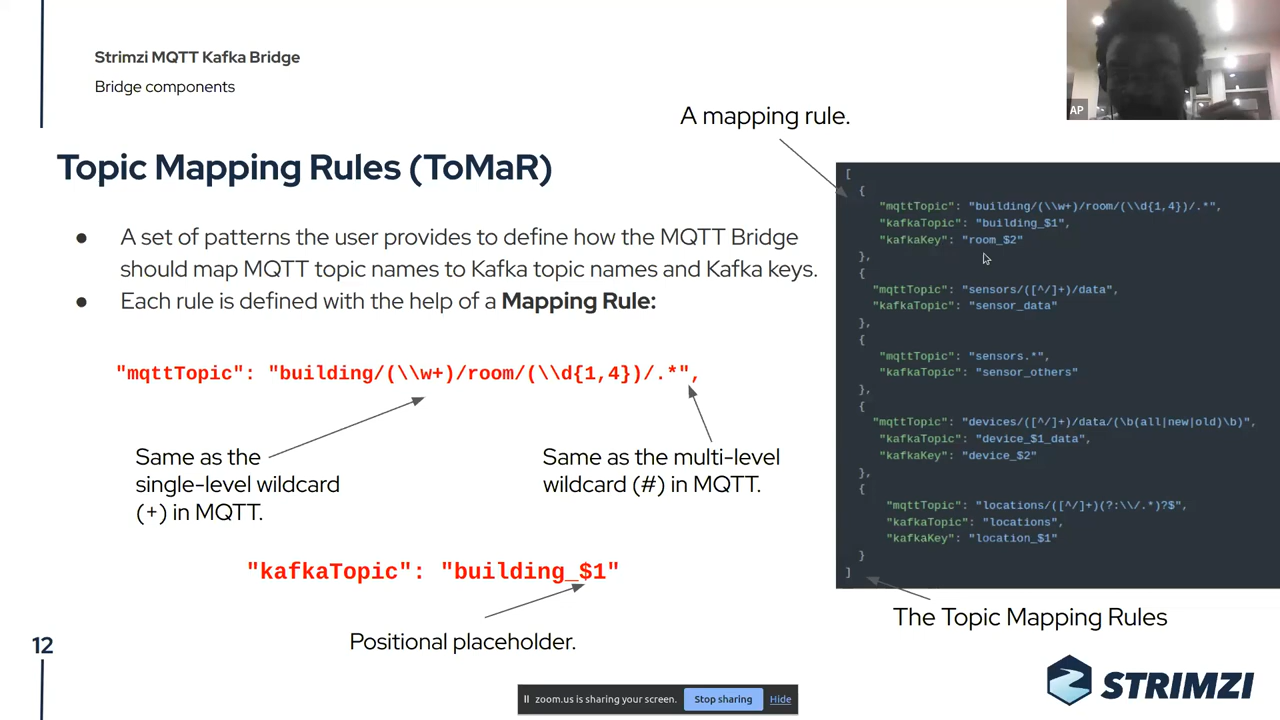 Strimzi MQTT Kafka Bridge
Bridge components
AP
A mapping rule.
Topic Mapping Rules (ToMaR)
● A set of patterns the user provides to define how the MQTT Bridge
should map MQTT topic names to Kafka topic names and Kafka keys.
● Each rule is defined with the help of a Mapping Rule:
"mqttTopic": "building/(\\w+)/room/(\\d{1,4})/.*",
Same as the
single-level wildcard
(+) in MQTT.
Same as the multi-level
wildcard (#) in MQTT.
"kafkaTopic": "building_$1"
Positional placeholder.
[
{
"mqttTopic": "building/(\\w+)/room/(\\d{1,4})/.*",
"kafkaTopic": "building_$1",
"kafkaKey": "room_$2"
},
{
"mqttTopic": "sensors/([^/]+)/data",
"kafkaTopic": "sensor_data"
},
{
"mqttTopic": "sensors.*",
"kafkaTopic": "sensor_others"
},
{
"mqttTopic": "devices/([^/]+)/data/(\b(all|new|old)\b)",
"kafkaTopic": "device_$1_data",
"kafkaKey": "device_$2"
},
{
"mqttTopic": "locations/([^/]+)(?:\\/.*)?$",
"kafkaTopic": "locations",
"kafkaKey": "location_$1"
}
]
The Topic Mapping Rules
12
STRIMZI
zoom.us is sharing your screen.
Stop sharing
Hide